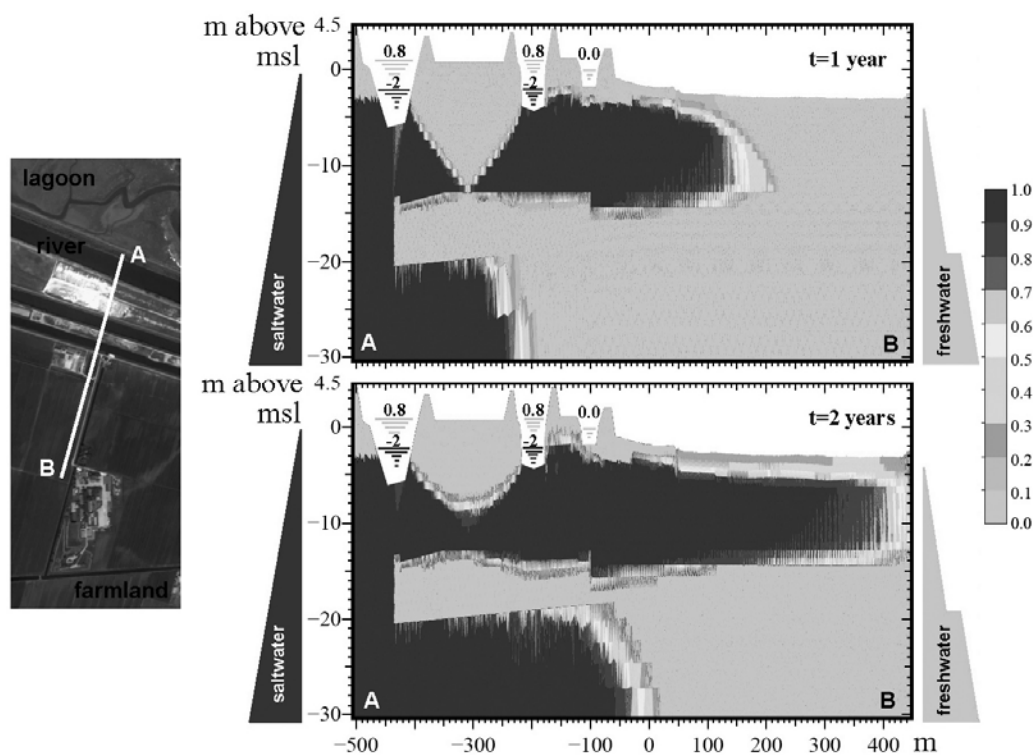 lagoon
river
A
B
farmland
m above
msl
4.5
0
−10
−20
−30
saltwater
0.8
-2
0.8
-2
0.0
t=1 year
A
B
freshwater
m above
msl
4.5
0
−10
−20
−30
saltwater
0.8
-2
0.8
-2
0.0
t=2 years
A
B
freshwater
−500 −300 −100 0 100 200 300 400 m
1.0
0.9
0.8
0.7
0.6
0.5
0.4
0.3
0.2
0.1
0.0